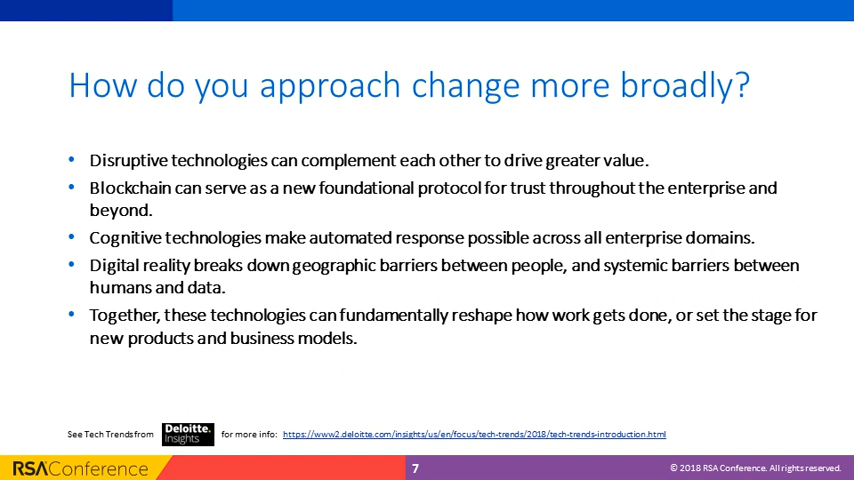 How do you approach change more broadly?
• Disruptive technologies can complement each other to drive greater value.
• Blockchain can serve as a new foundational protocol for trust throughout the enterprise and
beyond.
• Cognitive technologies make automated response possible across all enterprise domains.
• Digital reality breaks down geographic barriers between people, and systemic barriers between
humans and data.
• Together, these technologies can fundamentally reshape how work gets done, or set the stage for
new products and business models.
See Tech Trends from Deloitte. Insights for more info: https://www2.deloitte.com/insights/us/en/focus/tech-trends/2018/tech-trends-introduction.html
RSAConference 7 © 2018 RSA Conference. All rights reserved.